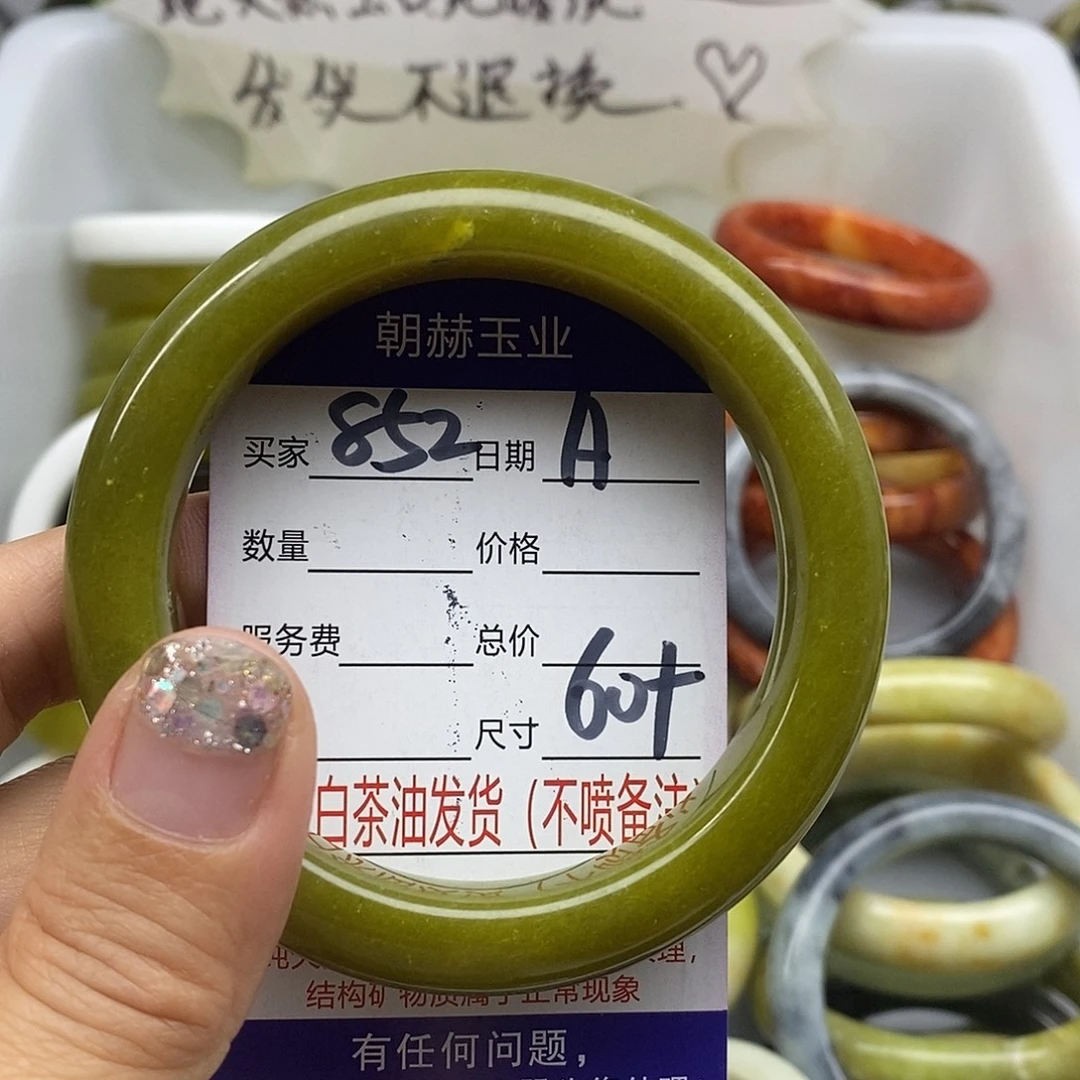 售出不退换 ♡
朝赫玉业
买家 852 日期 A
数量 价格
服务费 总价
尺寸 60+
白茶油发货(不喷备注
结构矿物质属于正常现象
有任何问题,